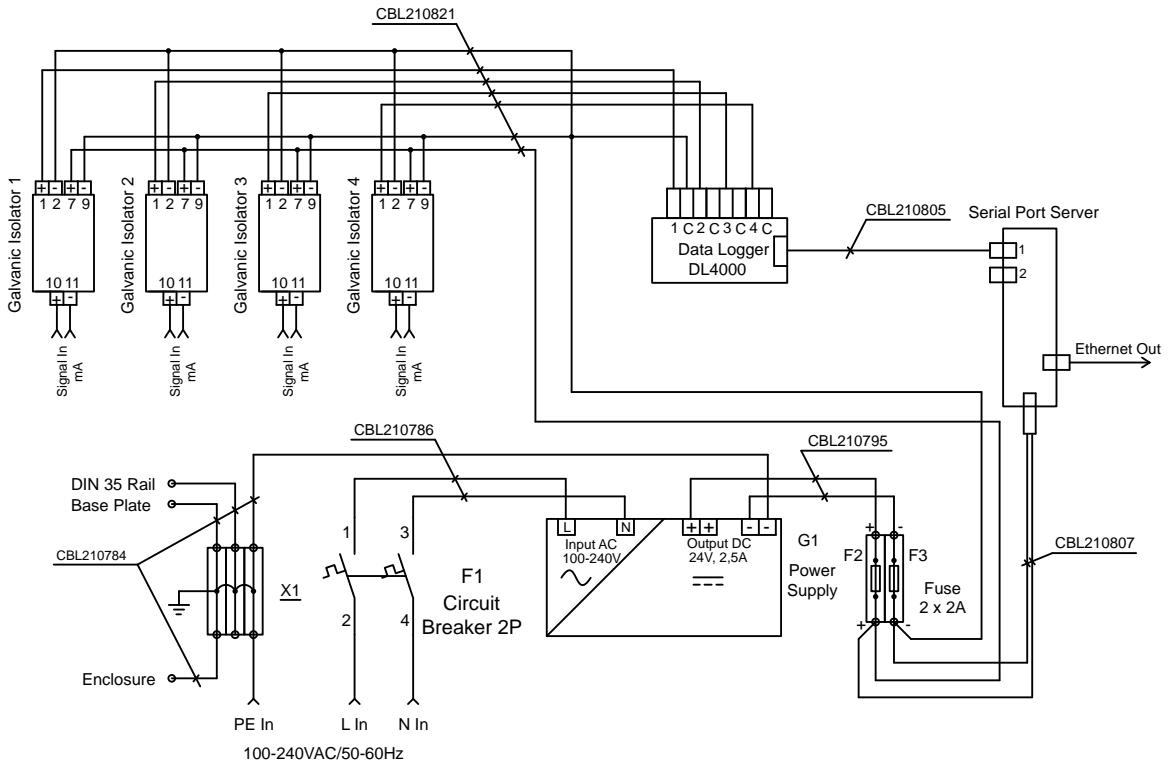 CBL210821
Galvanic Isolator 1
+ - + -
1 2 7 9
10 11
+ -
Signal In
mA
Galvanic Isolator 2
+ - + -
1 2 7 9
10 11
+ -
Signal In
mA
Galvanic Isolator 3
+ - + -
1 2 7 9
10 11
+ -
Signal In
mA
Galvanic Isolator 4
+ - + -
1 2 7 9
10 11
+ -
Signal In
mA
1 C 2 C 3 C 4 C
Data Logger
DL4000
CBL210805
Serial Port Server
1
2
Ethernet Out
CBL210786
CBL210795
DIN 35 Rail
Base Plate
CBL210784
Enclosure
X1
PE In
1
2
3
4
L In
N In
100-240VAC/50-60Hz
F1
Circuit
Breaker 2P
L
N
Input AC
100-240V
+ + - -
Output DC
24V, 2,5A
G1
Power
Supply
+ -
F2
F3
+ -
Fuse
2 x 2A
CBL210807